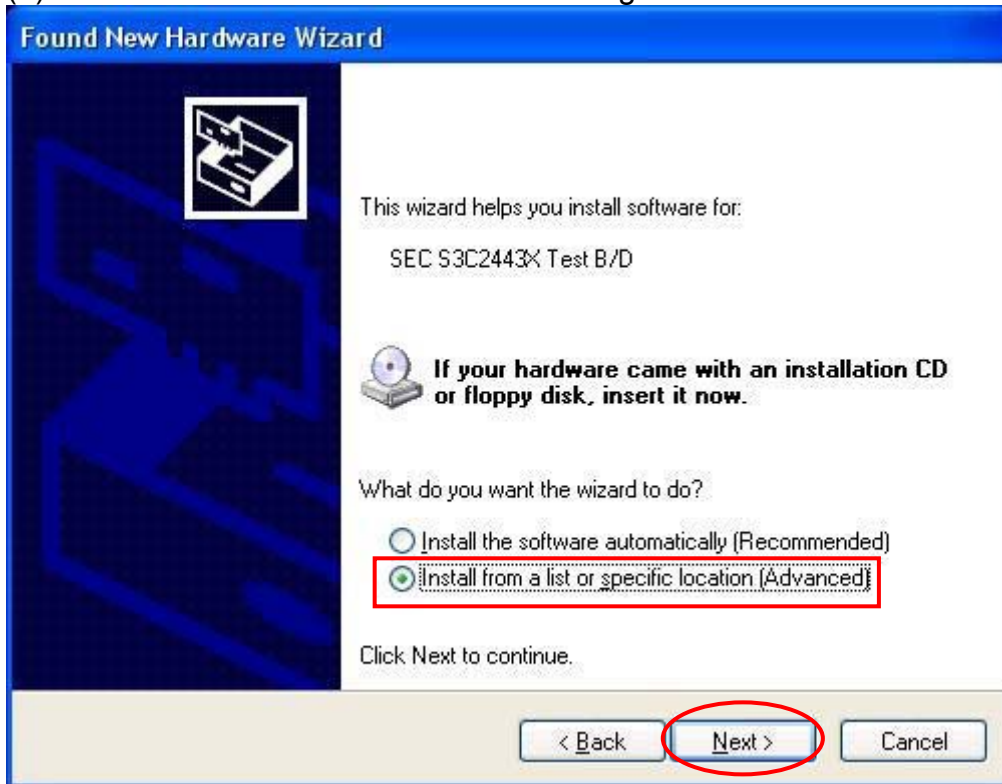 Found New Hardware Wizard
This wizard helps you install software for:
SEC S3C2443X Test B/D
If your hardware came with an installation CD
or floppy disk, insert it now.
What do you want the wizard to do?
Install the software automatically (Recommended)
Install from a list or specific location (Advanced)
Click Next to continue.
< Back Next > Cancel